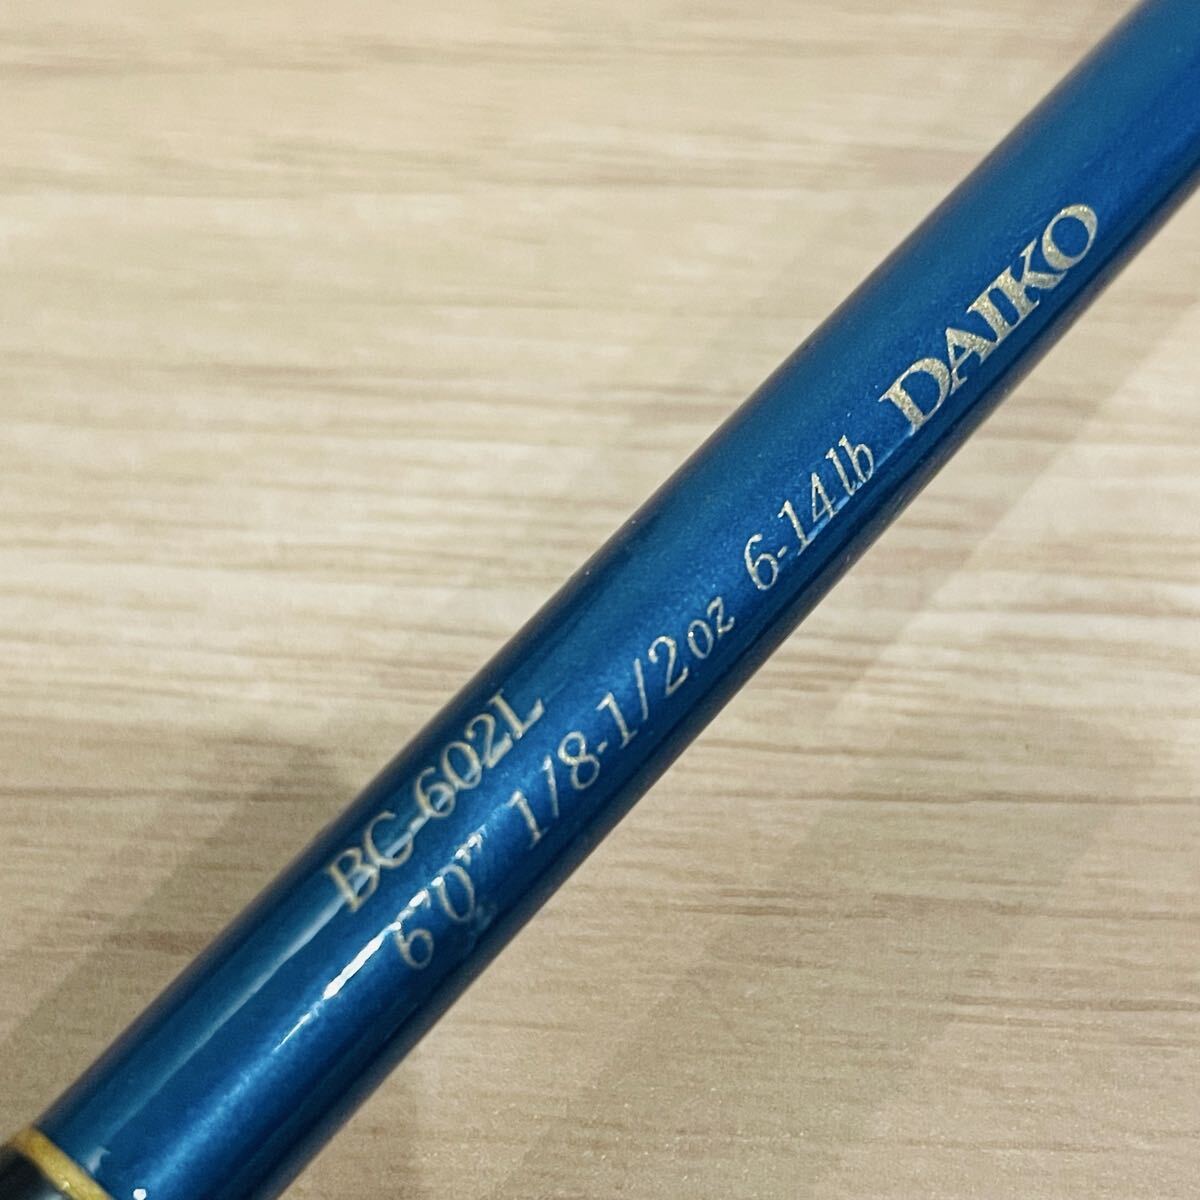 BC-602L
6'0" 1/8-1/2oz 6-14lb DAIKO